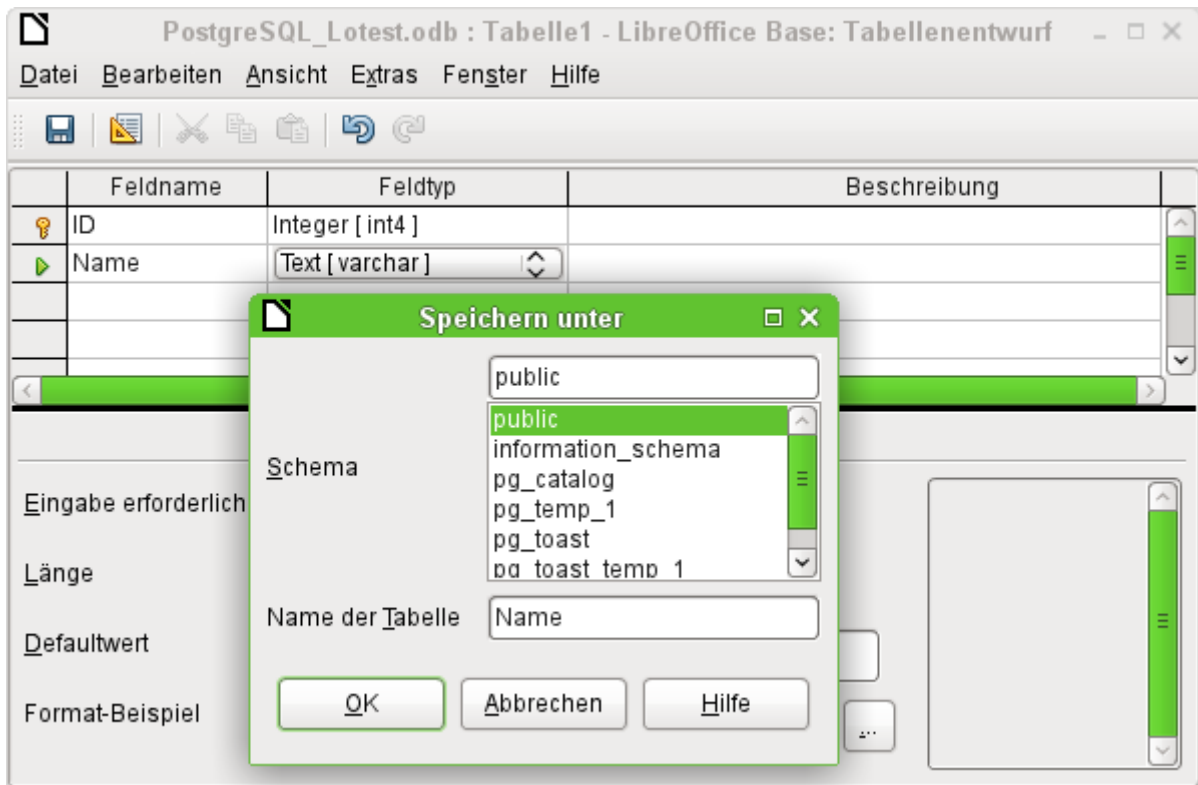 PostgreSQL_Lotest.odb : Tabelle1 - LibreOffice Base: Tabellenentwurf
Datei Bearbeiten Ansicht Extras Fenster Hilfe
Feldname Feldtyp Beschreibung
ID Integer [ int4 ]
Name Text [ varchar ]
Speichern unter
public
Schema
public
information_schema
pg_catalog
pg_temp_1
pg_toast
pg_toast_temp_1
Name der Tabelle Name
OK Abbrechen Hilfe
Eingabe erforderlich
Länge
Defaultwert
Format-Beispiel
...